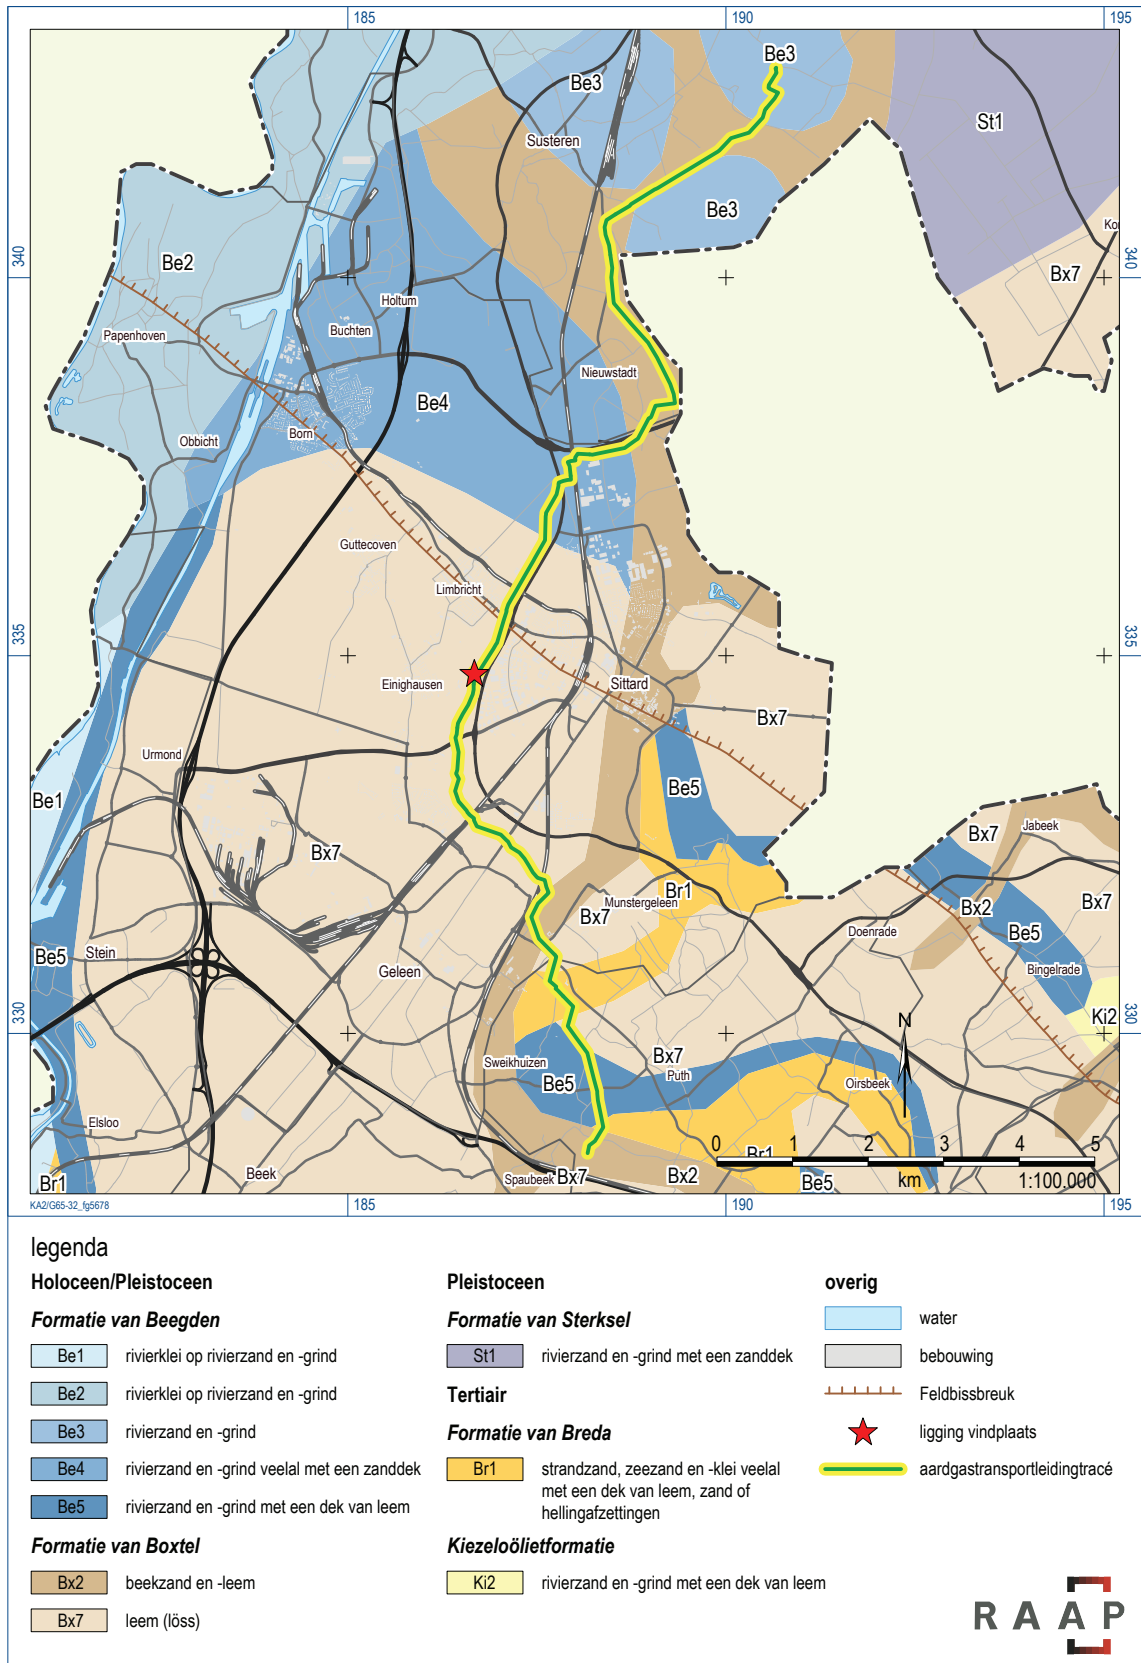 185
190
195
Be3
Be3
St1
Susteren
Be3
Kon
340
Be2
340
Bx7
Holtum
Buchten
Papenhoven
Nieuwstadt
Be4
Obbicht
Born
Guttecoven
Limbricht
335
335
Einighausen
Sittard
Bx7
Urmond
Be5
Be1
Bx7
Jabeek
Bx7
Br1
Munstergeleen
Bx7
Bx2
Bx7
Doenrade
Be5
Stein
Be5
Geleen
Bingelrade
330
Ki2
330
N
Bx7
Sweikhuizen
Puth
Be5
Oirsbeek
Elsloo
0 1 2 3 4 5
Br1
Beek
Bx7
Bx2
Spaubeek
Br1
Be5
km
1:100.000
KA2/G65-32_fg5678
185
190
195
legenda
Holoceen/Pleistoceen
Formatie van Beegden
Be1 rivierklei op rivierzand en -grind
Be2 rivierklei op rivierzand en -grind
Be3 rivierzand en -grind
Be4 rivierzand en -grind veelal met een zanddek
Be5 rivierzand en -grind met een dek van leem
Formatie van Boxtel
Bx2 beekzand en -leem
Bx7 leem (löss)
Pleistoceen
Formatie van Sterksel
St1 rivierzand en -grind met een zanddek
Tertiair
Formatie van Breda
Br1 strandzand, zeezand en -klei veelal
met een dek van leem, zand of
hellingafzettingen
Kiezeloölietformatie
Ki2 rivierzand en -grind met een dek van leem
overig
water
bebouwing
Feldbissbreuk
ligging vindplaats
aardgastransportleidingtracé
RAAP